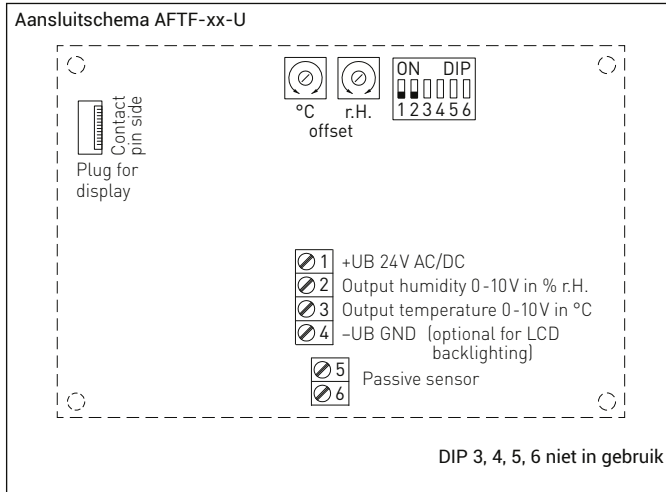 Aansluitschema AFTF-xx-U
ON DIP
1 2 3 4 5 6
°C r.H.
offset
Contact
pin side
Plug for
display
1 +UB 24V AC/DC
2 Output humidity 0-10V in % r.H.
3 Output temperature 0-10V in °C
4 –UB GND (optional for LCD
backlighting)
5
Passive sensor
6
DIP 3, 4, 5, 6 niet in gebruik